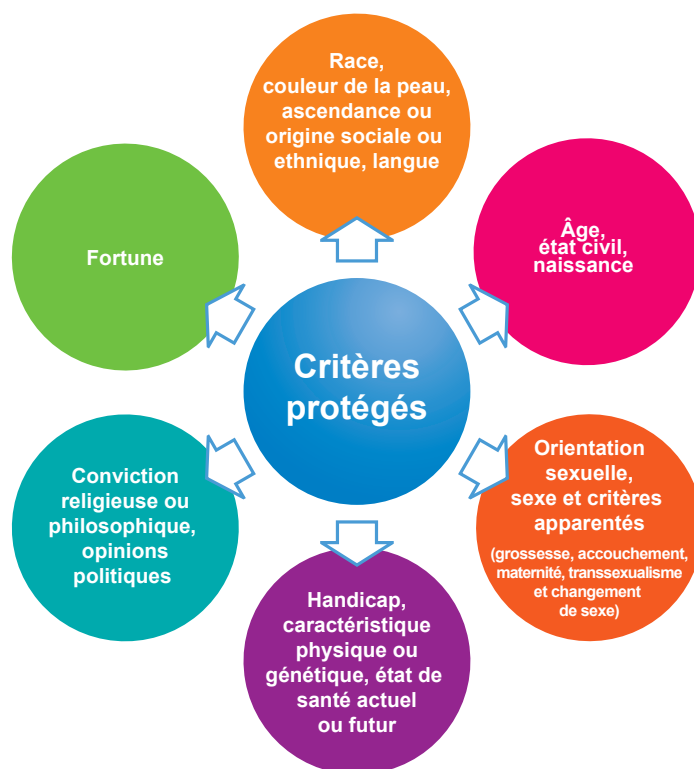 Race,
couleur de la peau,
ascendance ou
origine sociale ou
ethnique, langue
Fortune
Âge,
état civil,
naissance
Critères
protégés
Conviction
religieuse ou
philosophique,
opinions
politiques
Orientation
sexuelle,
sexe et critères
apparentés
(grossesse, accouchement,
maternité, transsexualisme
et changement
de sexe)
Handicap,
caractéristique
physique ou
génétique, état de
santé actuel
ou futur